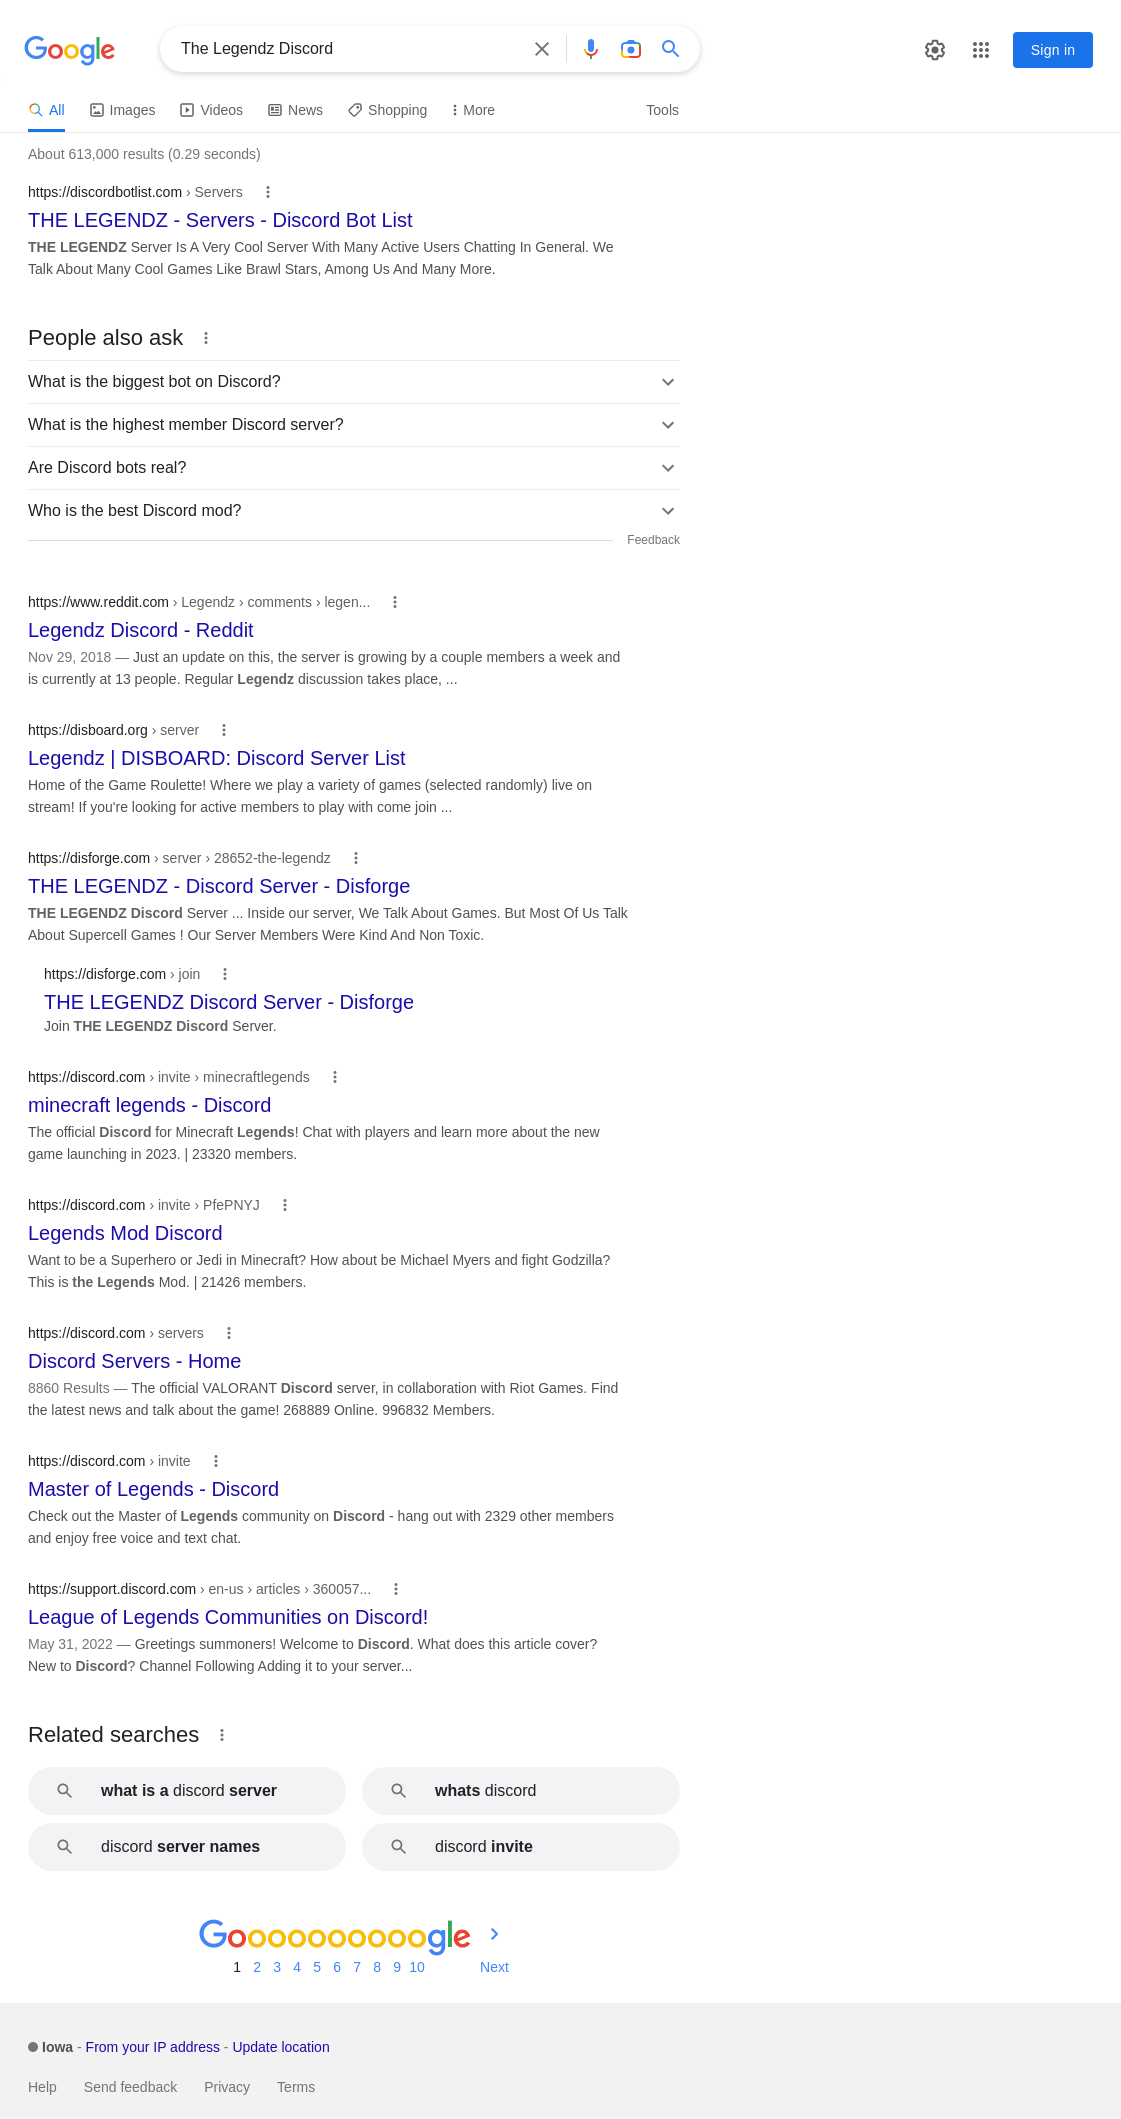 Google
The Legendz Discord
Sign in
All
Images
Videos
News
Shopping
More
Tools
About 613,000 results (0.29 seconds)
https://discordbotlist.com › Servers
THE LEGENDZ - Servers - Discord Bot List
THE LEGENDZ Server Is A Very Cool Server With Many Active Users Chatting In General. We
Talk About Many Cool Games Like Brawl Stars, Among Us And Many More.
People also ask
What is the biggest bot on Discord?
What is the highest member Discord server?
Are Discord bots real?
Who is the best Discord mod?
Feedback
https://www.reddit.com › Legendz › comments › legen...
Legendz Discord - Reddit
Nov 29, 2018 — Just an update on this, the server is growing by a couple members a week and
is currently at 13 people. Regular Legendz discussion takes place, ...
https://disboard.org › server
Legendz | DISBOARD: Discord Server List
Home of the Game Roulette! Where we play a variety of games (selected randomly) live on
stream! If you're looking for active members to play with come join ...
https://disforge.com › server › 28652-the-legendz
THE LEGENDZ - Discord Server - Disforge
THE LEGENDZ Discord Server ... Inside our server, We Talk About Games. But Most Of Us Talk
About Supercell Games ! Our Server Members Were Kind And Non Toxic.
https://disforge.com › join
THE LEGENDZ Discord Server - Disforge
Join THE LEGENDZ Discord Server.
https://discord.com › invite › minecraftlegends
minecraft legends - Discord
The official Discord for Minecraft Legends! Chat with players and learn more about the new
game launching in 2023. | 23320 members.
https://discord.com › invite › PfePNYJ
Legends Mod Discord
Want to be a Superhero or Jedi in Minecraft? How about be Michael Myers and fight Godzilla?
This is the Legends Mod. | 21426 members.
https://discord.com › servers
Discord Servers - Home
8860 Results — The official VALORANT Discord server, in collaboration with Riot Games. Find
the latest news and talk about the game! 268889 Online. 996832 Members.
https://discord.com › invite
Master of Legends - Discord
Check out the Master of Legends community on Discord - hang out with 2329 other members
and enjoy free voice and text chat.
https://support.discord.com › en-us › articles › 360057...
League of Legends Communities on Discord!
May 31, 2022 — Greetings summoners! Welcome to Discord. What does this article cover?
New to Discord? Channel Following Adding it to your server...
Related searches
what is a discord server
whats discord
discord server names
discord invite
Goooooooooogle
1 2 3 4 5 6 7 8 9 10 Next
Iowa - From your IP address - Update location
Help Send feedback Privacy Terms